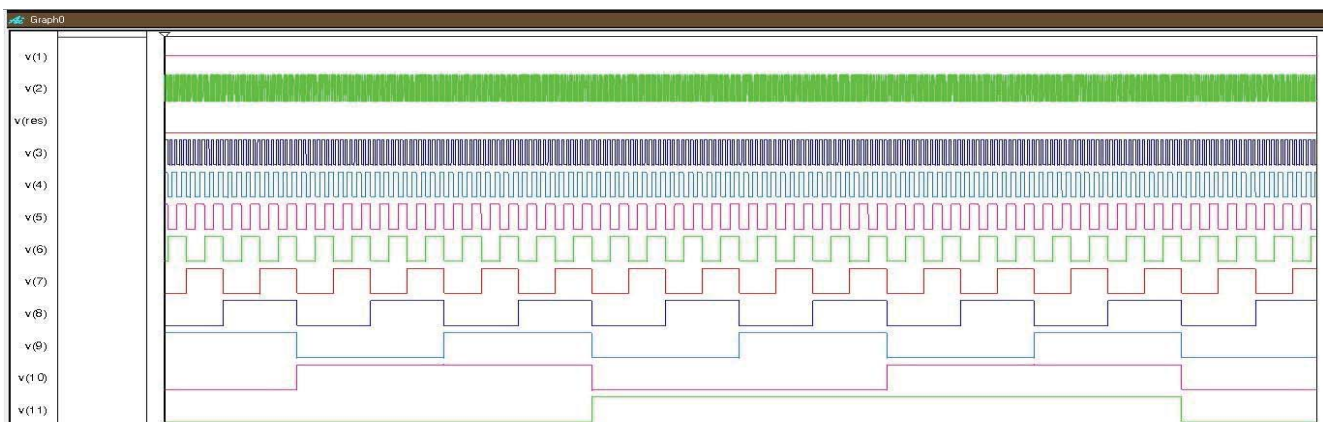 Graph0
v(1)
v(2)
v(res)
v(3)
v(4)
v(5)
v(6)
v(7)
v(8)
v(9)
v(10)
v(11)